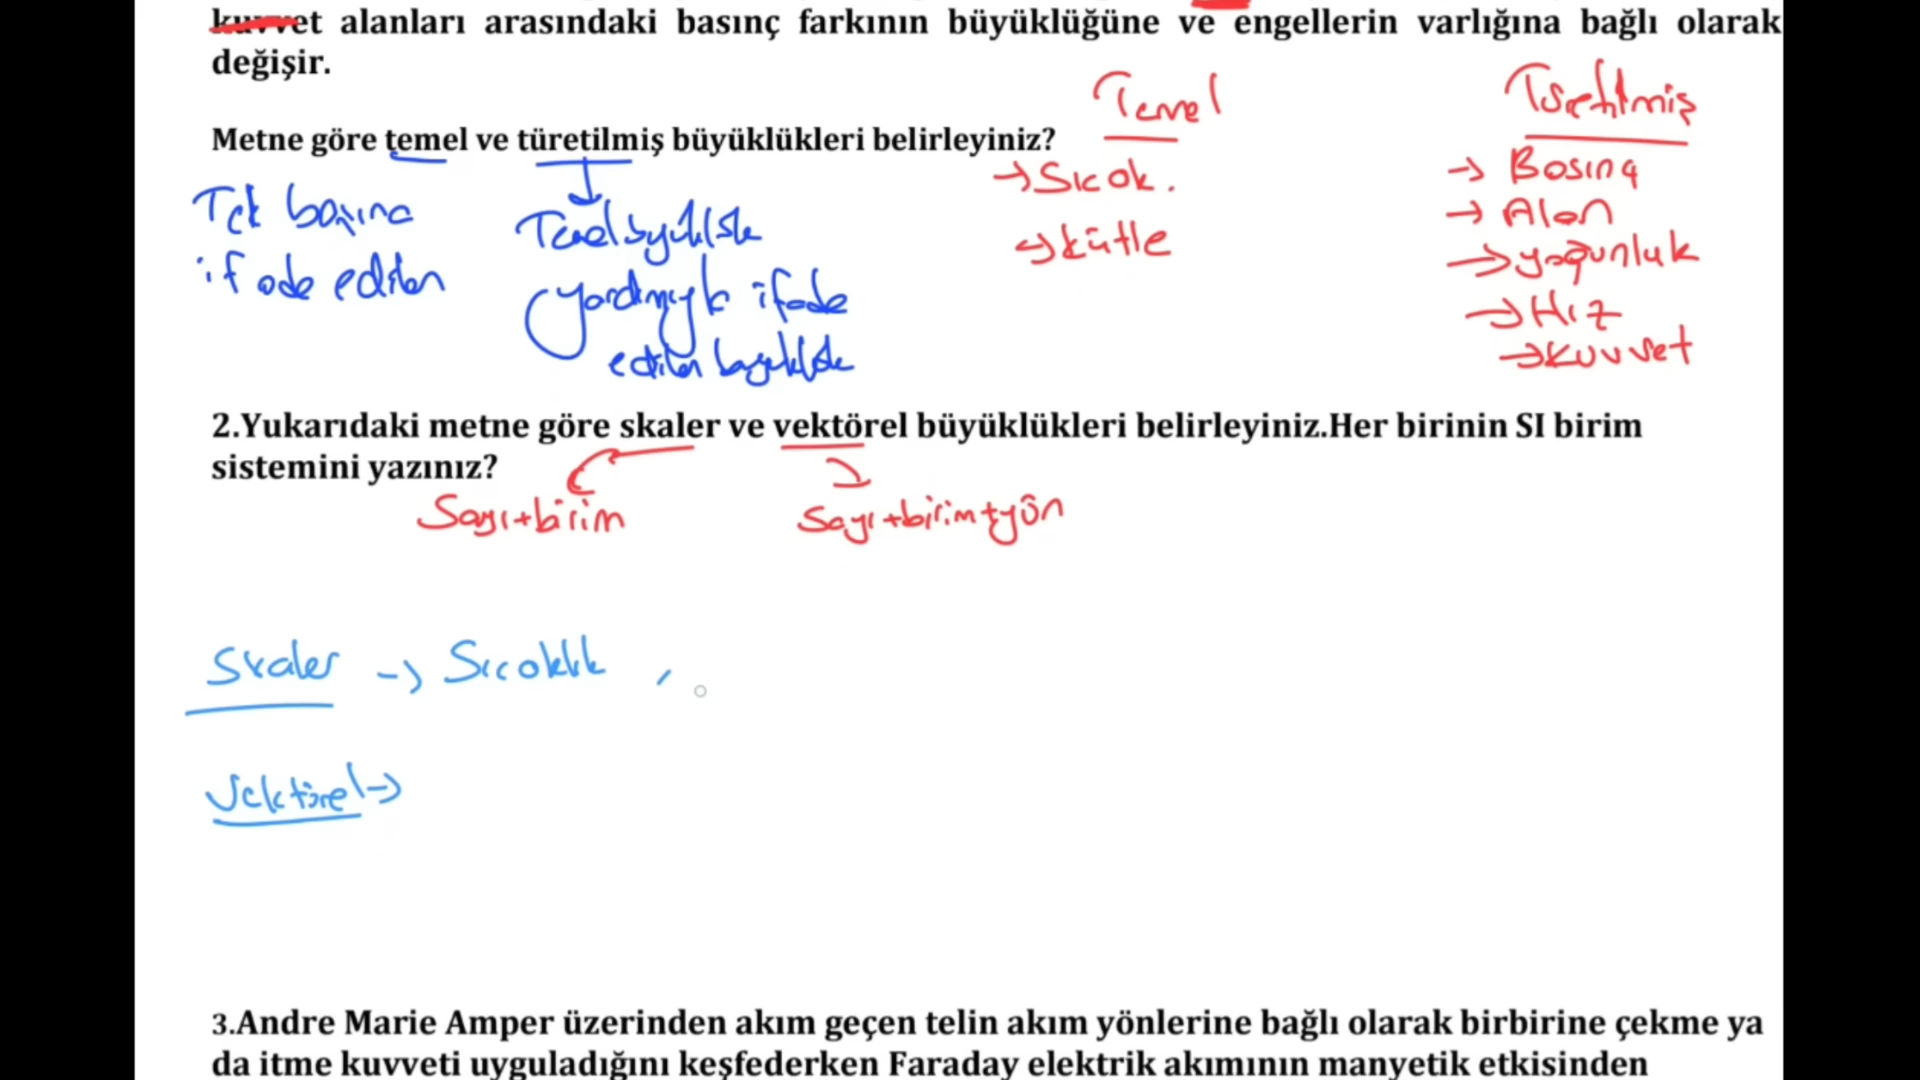 kuvvet alanları arasındaki basınç farkının büyüklüğüne ve engellerin varlığına bağlı olarak
değişir.
Temel
Türetilmiş
Metne göre temel ve türetilmiş büyüklükleri belirleyiniz?
→ Sıcak.
→ Kütle
→ Basınç
→ Alan
→ yoğunluk
→ Hız
→ Kuvvet
Tek başına
ifade edilen
Temel büyüklük
yardımıyla ifade
edilen büyüklük
2.Yukarıdaki metne göre skaler ve vektörel büyüklükleri belirleyiniz.Her birinin SI birim
sistemini yazınız?
Sayı+birim
Sayı+birim+yön
Skaler → Sıcaklık ,
Vektörel →
3.Andre Marie Amper üzerinden akım geçen telin akım yönlerine bağlı olarak birbirine çekme ya
da itme kuvveti uyguladığını keşfederken Faraday elektrik akımının manyetik etkisinden